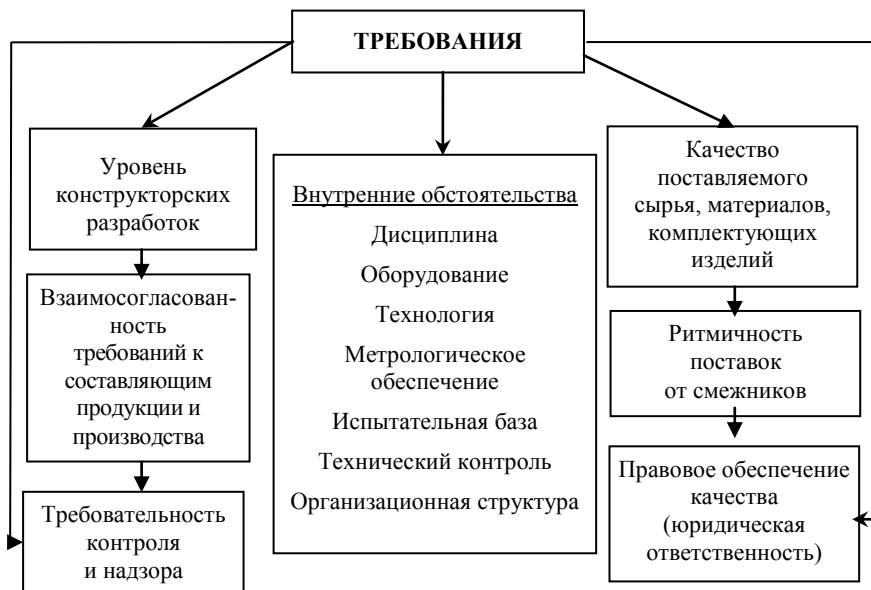 ТРЕБОВАНИЯ
Уровень
конструкторских
разработок
Взаимосогласован-
ность
требований к
составляющим
продукции и
производства
Требовательность
контроля
и надзора
Внутренние обстоятельства
Дисциплина
Оборудование
Технология
Метрологическое
обеспечение
Испытательная база
Технический контроль
Организационная структура
Качество
поставляемого
сырья, материалов,
комплектующих
изделий
Ритмичность
поставок
от смежников
Правовое обеспечение
качества
(юридическая
ответственность)